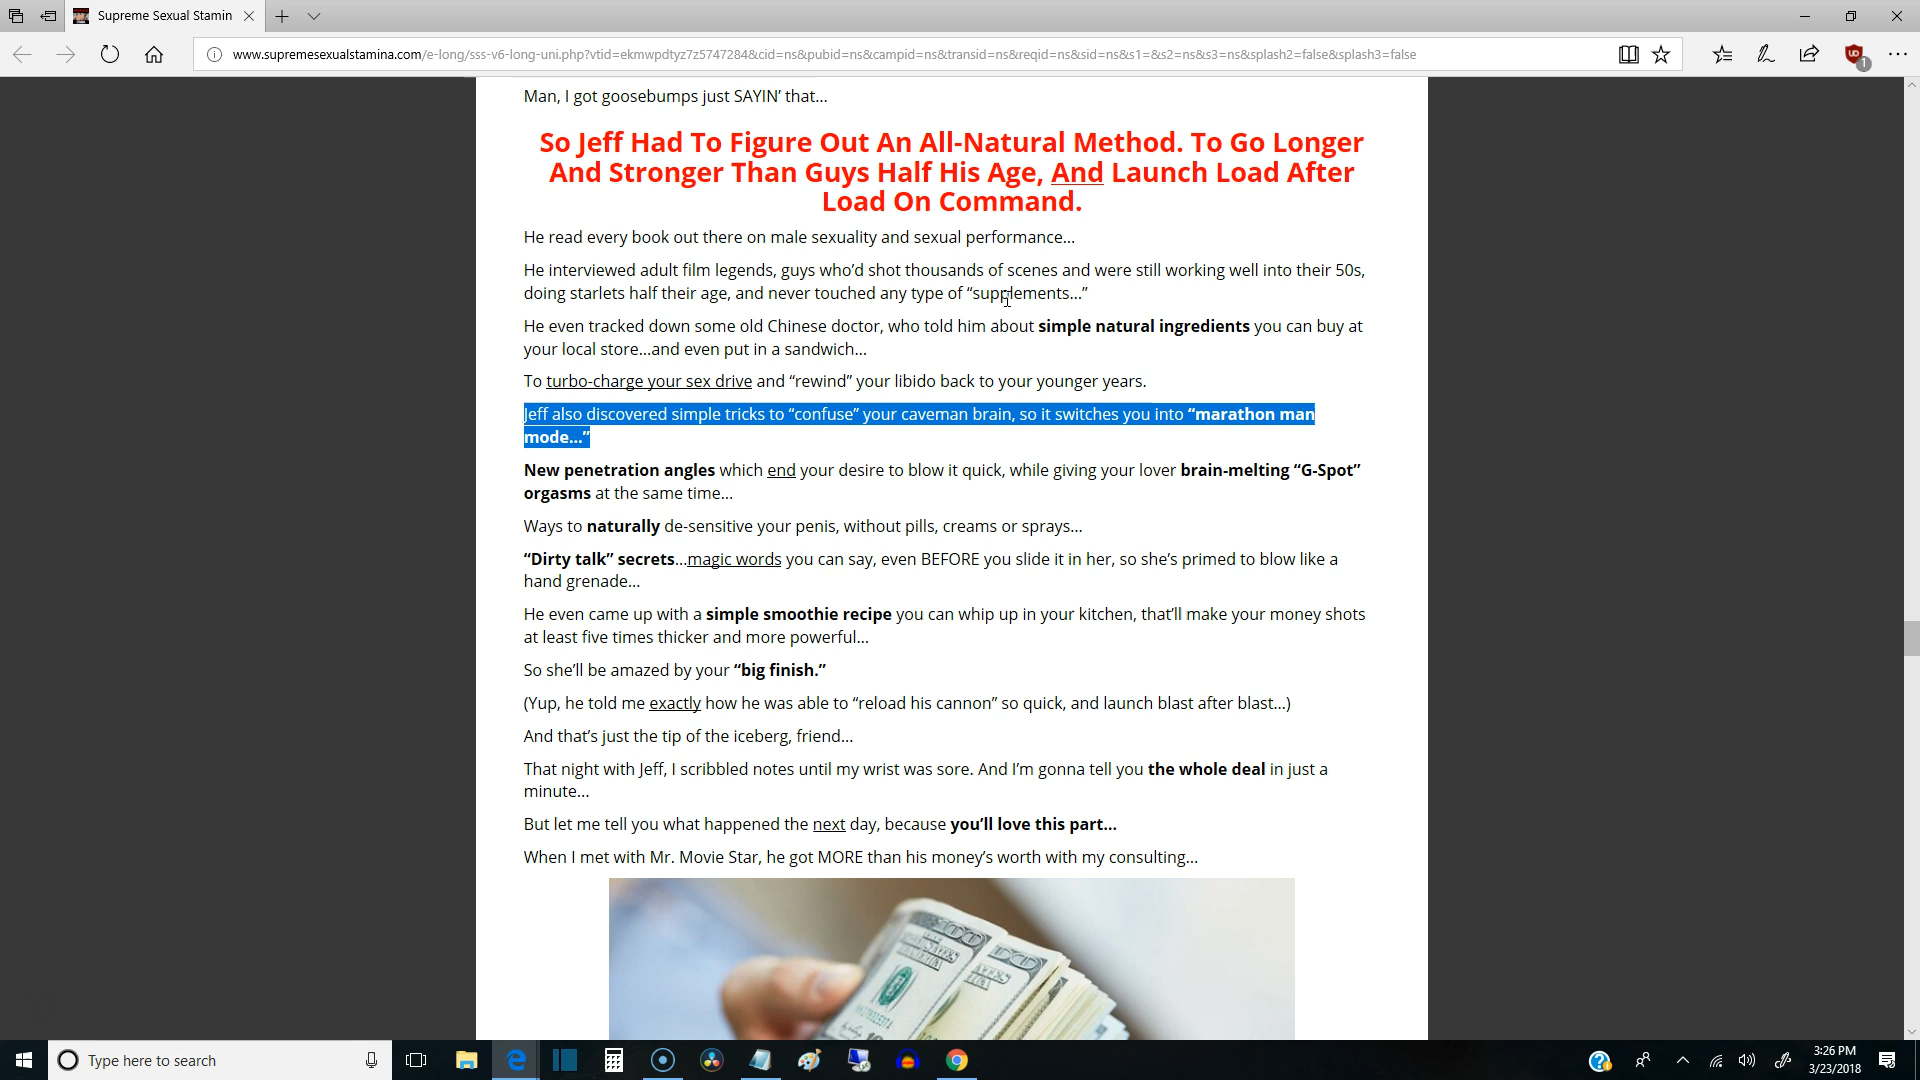 Supreme Sexual Stamin
www.supremesexualstamina.com/e-long/sss-v6-long-uni.php?vtid=ekmwpdtyz7z5747284&cid=ns&pubid=ns&campid=ns&transid=ns&reqid=ns&sid=ns&s1=&s2=ns&s3=ns&splash2=false&splash3=false
1
Man, I got goosebumps just SAYIN’ that...
So Jeff Had To Figure Out An All-Natural Method. To Go Longer
And Stronger Than Guys Half His Age, And Launch Load After
Load On Command.
He read every book out there on male sexuality and sexual performance...
He interviewed adult film legends, guys who’d shot thousands of scenes and were still working well into their 50s,
doing starlets half their age, and never touched any type of “supplements...”
He even tracked down some old Chinese doctor, who told him about simple natural ingredients you can buy at
your local store...and even put in a sandwich...
To turbo-charge your sex drive and “rewind” your libido back to your younger years.
Jeff also discovered simple tricks to “confuse” your caveman brain, so it switches you into “marathon man
mode...”
New penetration angles which end your desire to blow it quick, while giving your lover brain-melting “G-Spot”
orgasms at the same time...
Ways to naturally de-sensitive your penis, without pills, creams or sprays...
“Dirty talk” secrets...magic words you can say, even BEFORE you slide it in her, so she’s primed to blow like a
hand grenade...
He even came up with a simple smoothie recipe you can whip up in your kitchen, that’ll make your money shots
at least five times thicker and more powerful...
So she’ll be amazed by your “big finish.”
(Yup, he told me exactly how he was able to “reload his cannon” so quick, and launch blast after blast...)
And that’s just the tip of the iceberg, friend...
That night with Jeff, I scribbled notes until my wrist was sore. And I’m gonna tell you the whole deal in just a
minute...
But let me tell you what happened the next day, because you’ll love this part...
When I met with Mr. Movie Star, he got MORE than his money’s worth with my consulting...
Type here to search
3:26 PM
3/23/2018